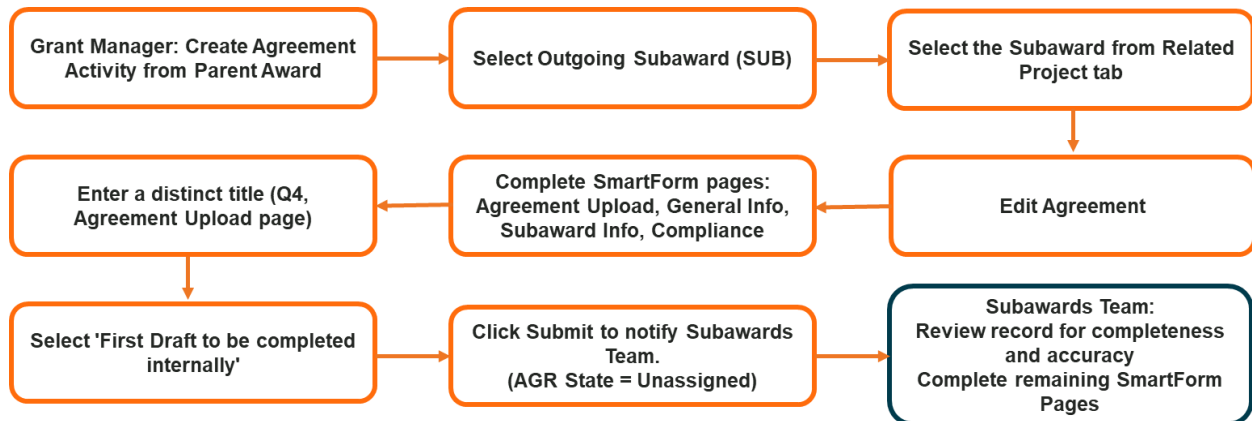 Grant Manager: Create Agreement
Activity from Parent Award
Select Outgoing Subaward (SUB)
Select the Subaward from Related
Project tab
Edit Agreement
Complete SmartForm pages:
Agreement Upload, General Info,
Subaward Info, Compliance
Enter a distinct title (Q4,
Agreement Upload page)
Select 'First Draft to be completed
internally'
Click Submit to notify Subawards
Team.
(AGR State = Unassigned)
Subawards Team:
Review record for completeness
and accuracy
Complete remaining SmartForm
Pages